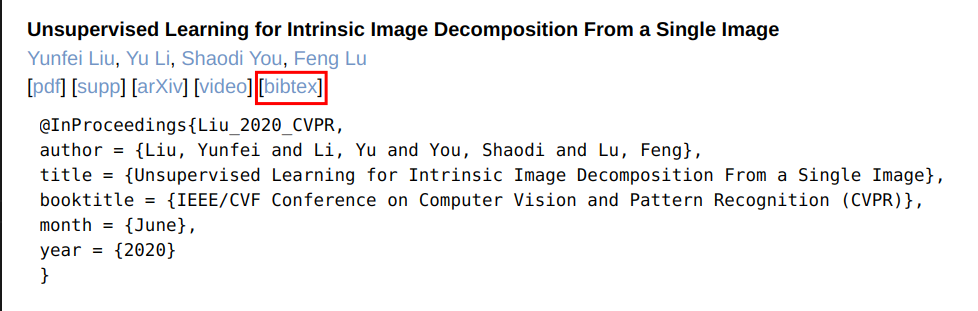 Unsupervised Learning for Intrinsic Image Decomposition From a Single Image
Yunfei Liu, Yu Li, Shaodi You, Feng Lu
[pdf] [supp] [arXiv] [video] [bibtex]
@InProceedings{Liu_2020_CVPR,
author = {Liu, Yunfei and Li, Yu and You, Shaodi and Lu, Feng},
title = {Unsupervised Learning for Intrinsic Image Decomposition From a Single Image},
booktitle = {IEEE/CVF Conference on Computer Vision and Pattern Recognition (CVPR)},
month = {June},
year = {2020}
}